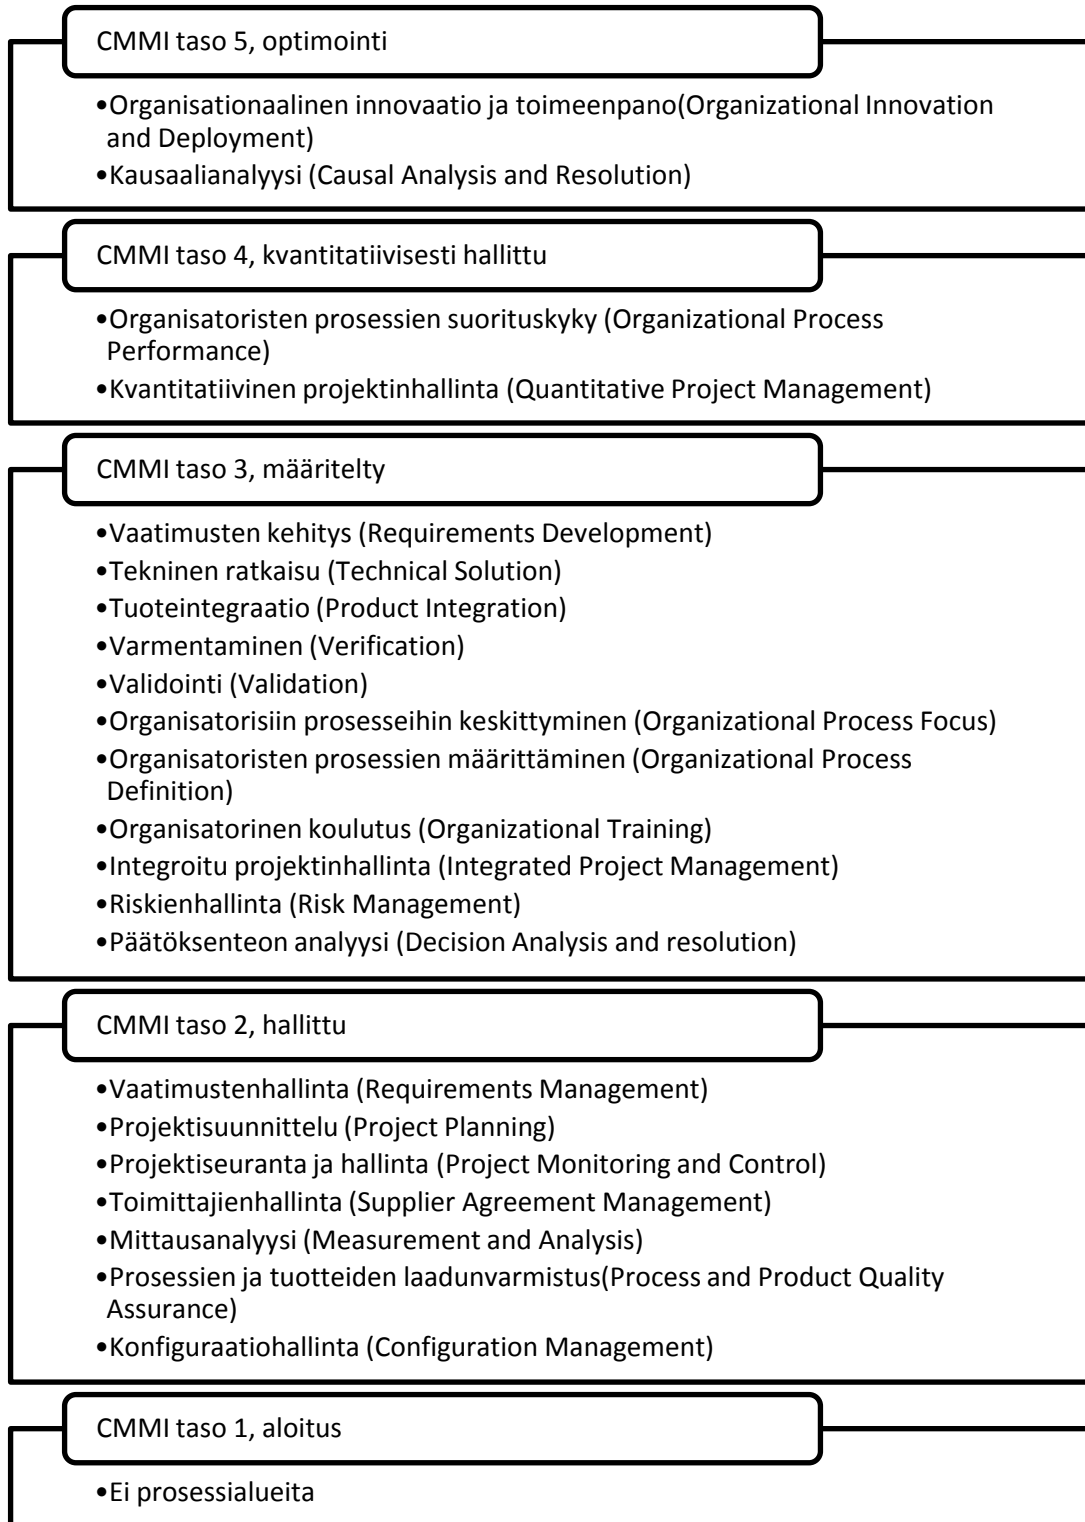 CMMI taso 5, optimointi
•Organisationaalinen innovaatio ja toimeenpano(Organizational Innovation
and Deployment)
•Kausaalianalyysi (Causal Analysis and Resolution)
CMMI taso 4, kvantitatiivisesti hallittu
•Organisatoristen prosessien suorituskyky (Organizational Process
Performance)
•Kvantitatiivinen projektinhallinta (Quantitative Project Management)
CMMI taso 3, määritelty
•Vaatimusten kehitys (Requirements Development)
•Tekninen ratkaisu (Technical Solution)
•Tuoteintegraatio (Product Integration)
•Varmentaminen (Verification)
•Validointi (Validation)
•Organisatorisiin prosesseihin keskittyminen (Organizational Process Focus)
•Organisatoristen prosessien määrittäminen (Organizational Process
Definition)
•Organisatorinen koulutus (Organizational Training)
•Integroitu projektinhallinta (Integrated Project Management)
•Riskienhallinta (Risk Management)
•Päätöksenteon analyysi (Decision Analysis and resolution)
CMMI taso 2, hallittu
•Vaatimustenhallinta (Requirements Management)
•Projektisuunnittelu (Project Planning)
•Projektiseuranta ja hallinta (Project Monitoring and Control)
•Toimittajienhallinta (Supplier Agreement Management)
•Mittausanalyysi (Measurement and Analysis)
•Prosessien ja tuotteiden laadunvarmistus(Process and Product Quality
Assurance)
•Konfiguraatiohallinta (Configuration Management)
CMMI taso 1, aloitus
•Ei prosessialueita